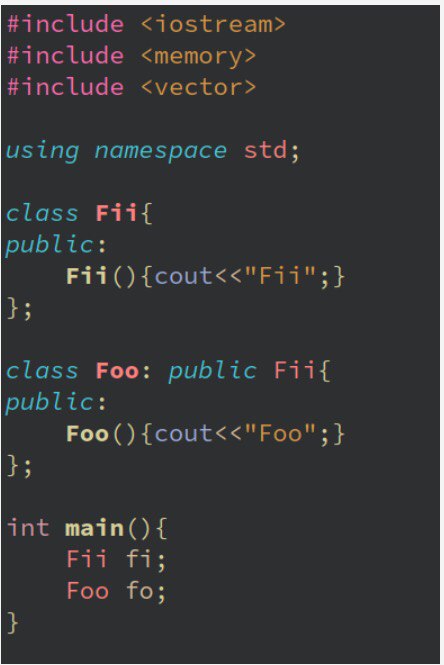 #include <iostream>
#include <memory>
#include <vector>

using namespace std;

class Fii{
public:
    Fii(){cout<<"Fii";}
};

class Foo: public Fii{
public:
    Foo(){cout<<"Foo";}
};

int main(){
    Fii fi;
    Foo fo;
}